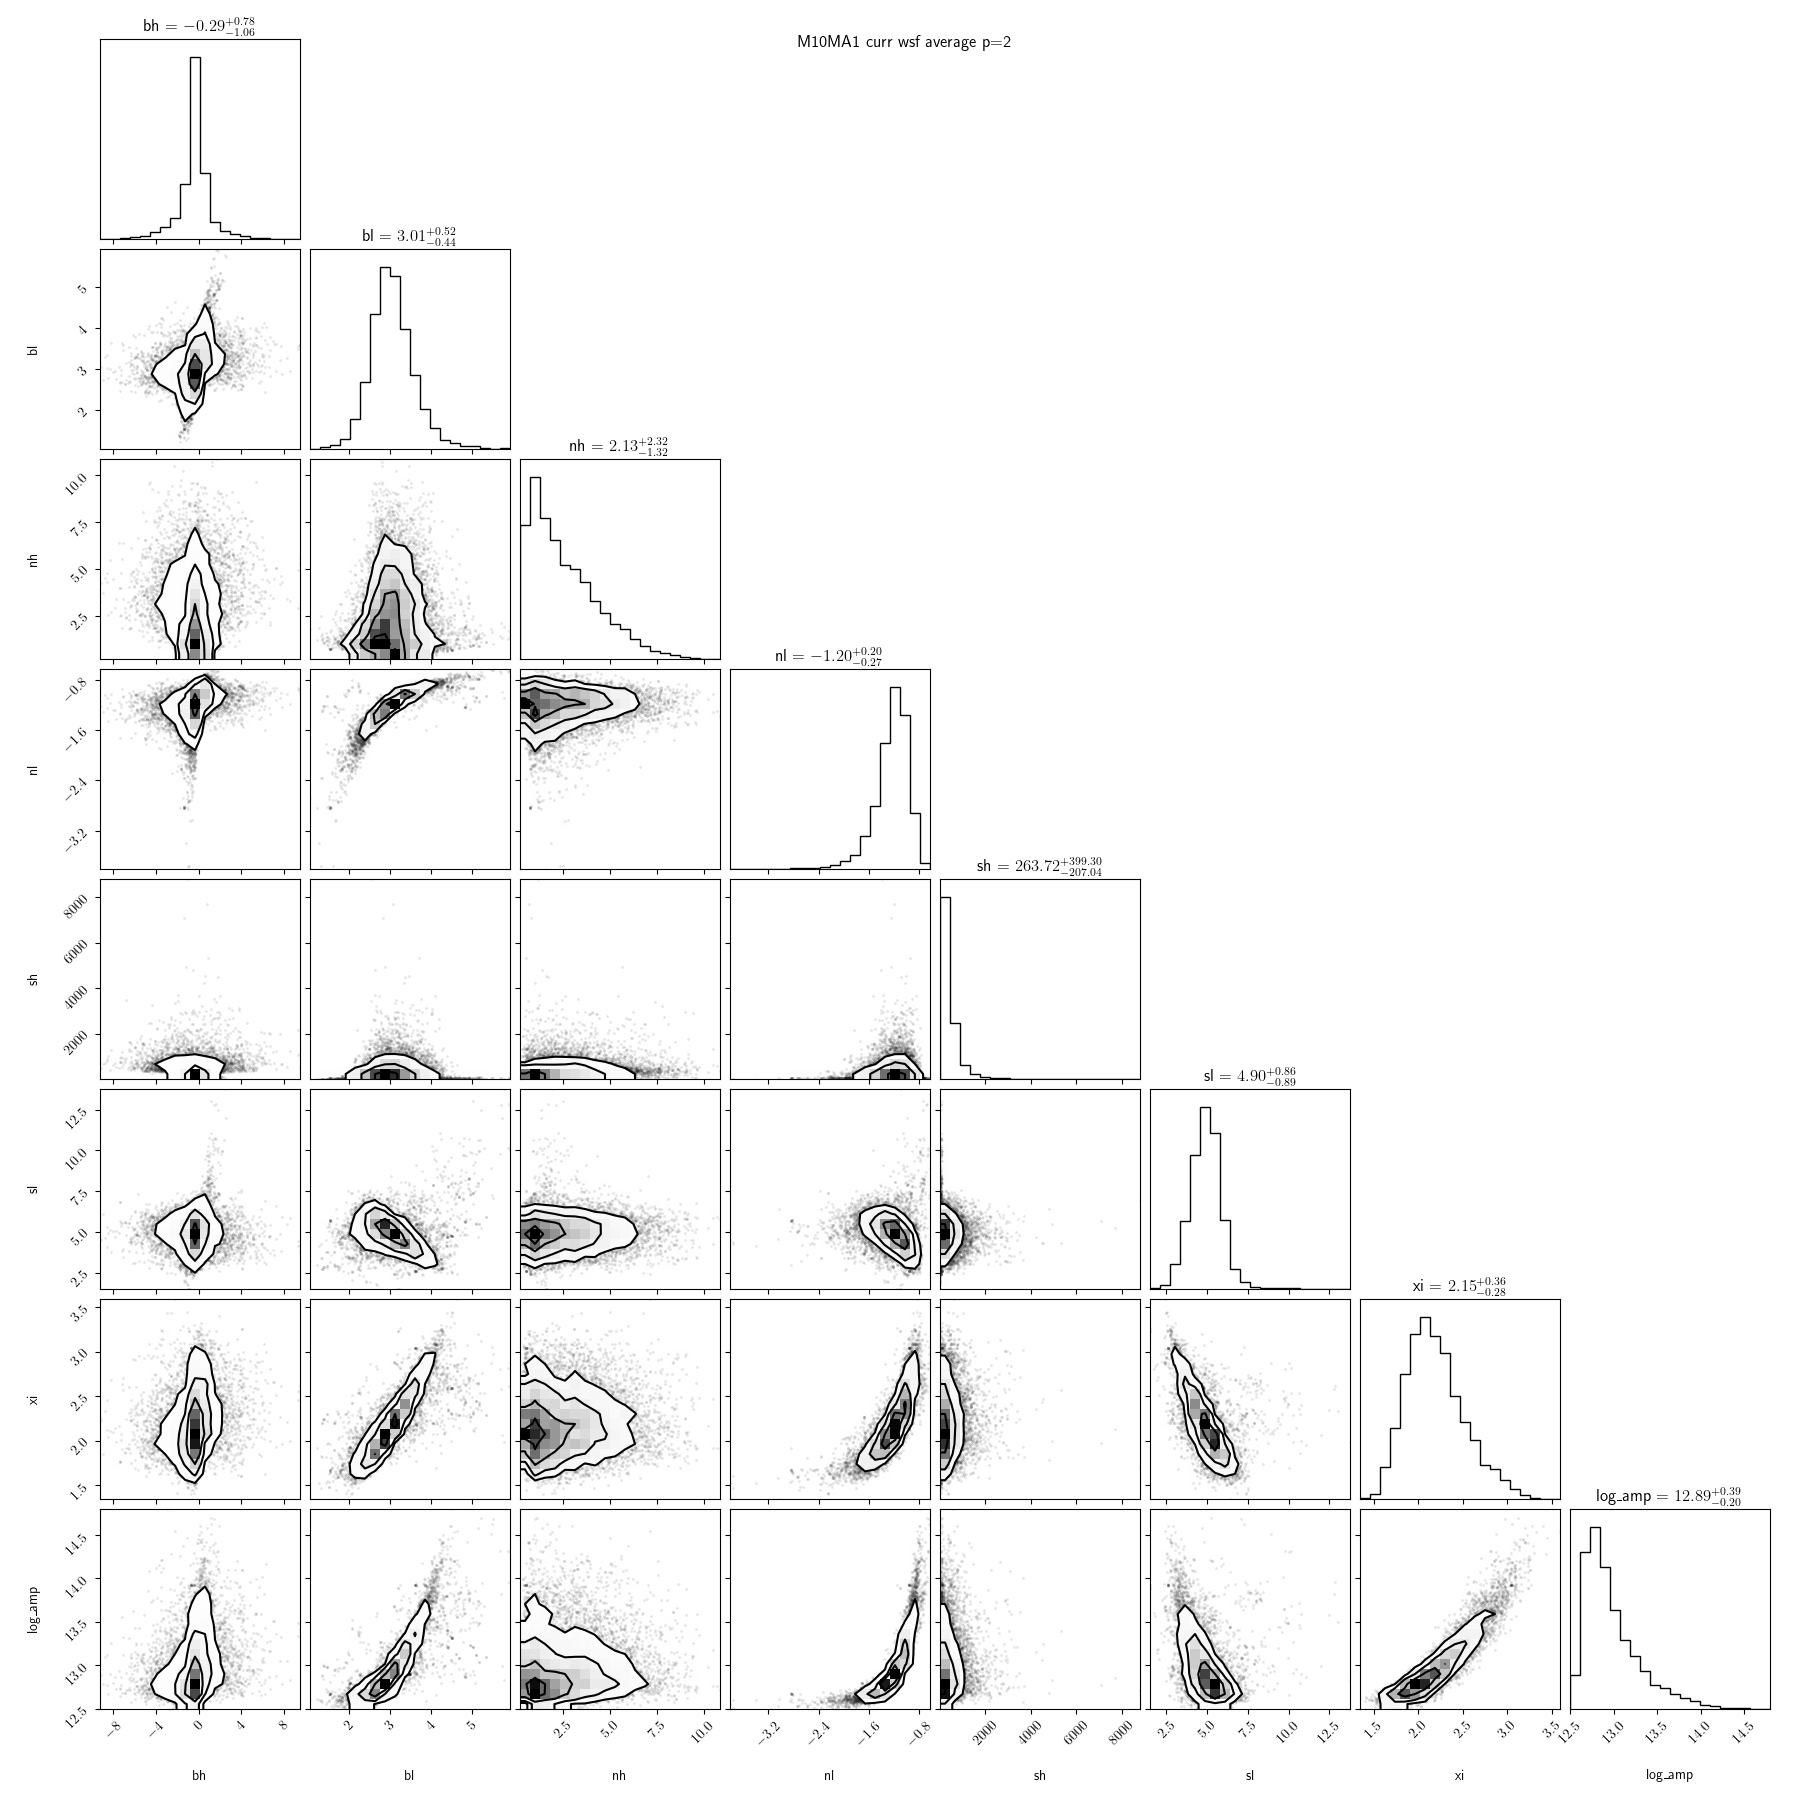 M10MA1 curr wsf average p=2
bh = −0.29+0.78−1.06
bl = 3.01+0.52−0.44
5
4
3
2
bl
nh = 2.13+2.32−1.32
10.0
7.5
5.0
2.5
nh
nl = −1.20+0.20−0.27
−0.8
−1.6
−2.4
−3.2
nl
sh = 263.72+399.30−207.04
8000
6000
4000
2000
sh
sl = 4.90+0.86−0.89
12.5
10.0
7.5
5.0
2.5
sl
xi = 2.15+0.36−0.28
3.5
3.0
2.5
2.0
1.5
xi
log_amp = 12.89+0.39−0.20
14.5
14.0
13.5
13.0
12.5
log_amp
−8 −4 0 4 8 2 3 4 5 2.5 5.0 7.5 10.0 −3.2 −2.4 −1.6 −0.8 2000 4000 6000 8000 2.5 5.0 7.5 10.0 12.5 1.5 2.0 2.5 3.0 3.5 12.5 13.0 13.5 14.0 14.5
bh bl nh nl sh sl xi log_amp